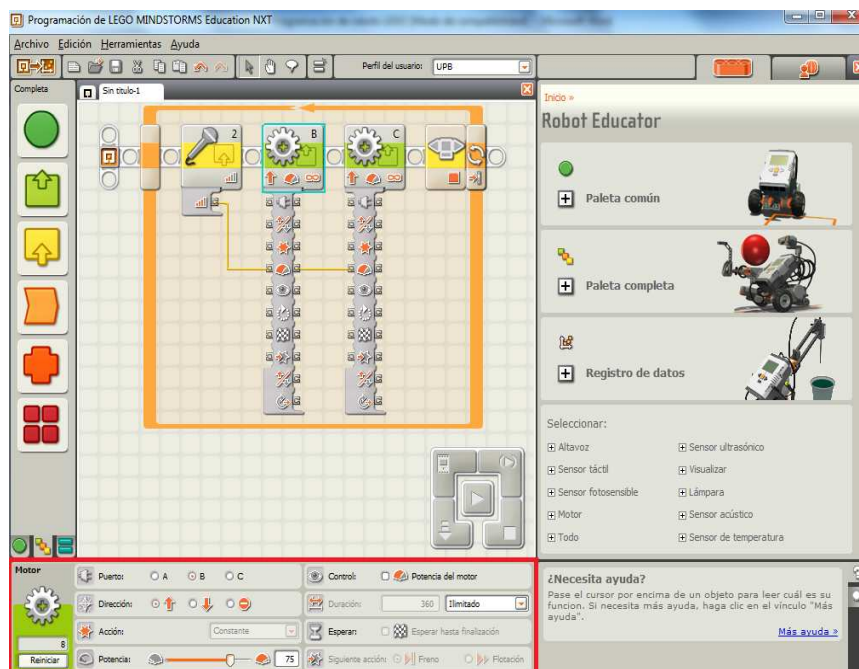 Programación de LEGO MINDSTORMS Education NXT
Archivo Edición Herramientas Ayuda
Perfil del usuario: UPB
Completa
Sin titulo-1
2 B C
Inicio »
Robot Educator
Paleta común
Paleta completa
Registro de datos
Seleccionar:
Altavoz Sensor ultrasónico
Sensor táctil Visualizar
Sensor fotosensible Lámpara
Motor Sensor acústico
Todo Sensor de temperatura
Motor
Puerto: A B C
Control: Potencia del motor
Dirección:
Duración: 360 Ilimitado
Acción: Constante
Esperar: Esperar hasta finalización
8
Reiniciar
Potencia: 75
Siguiente acción: Freno Flotación
¿Necesita ayuda?
Pase el cursor por encima de un objeto para leer cuál es su
funcion. Si necesita más ayuda, haga clic en el vínculo "Más
ayuda".
Más ayuda »